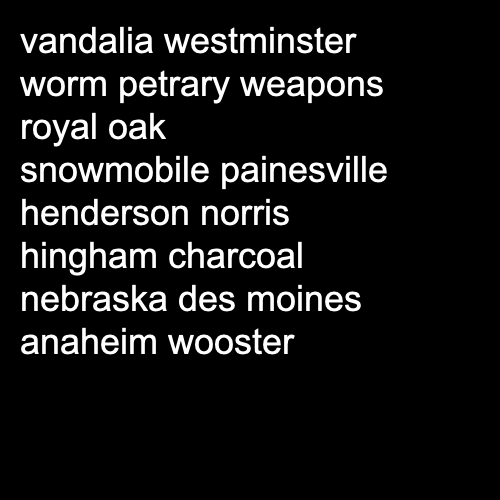 vandalia westminster
worm petrary weapons
royal oak
snowmobile painesville
henderson norris
hingham charcoal
nebraska des moines
anaheim wooster